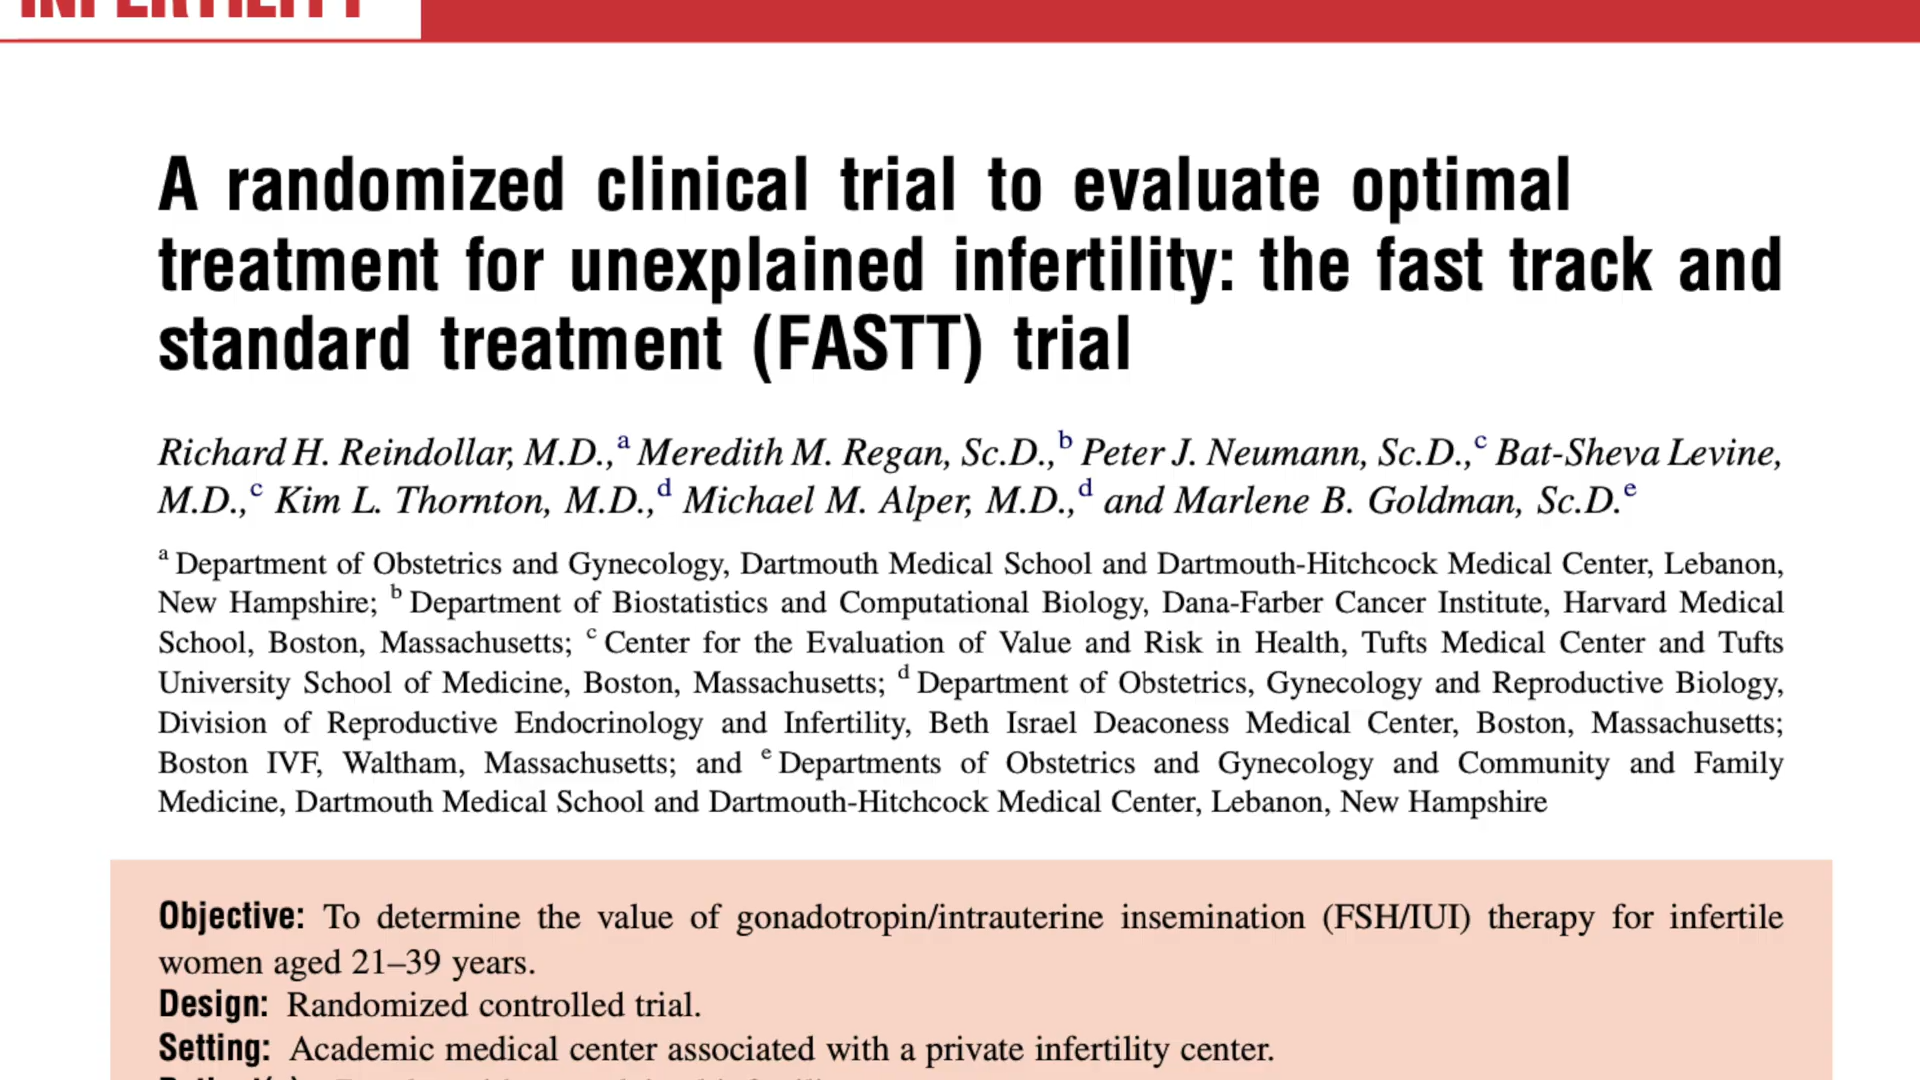 INFERTILITY
A randomized clinical trial to evaluate optimal
treatment for unexplained infertility: the fast track and
standard treatment (FASTT) trial
Richard H. Reindollar, M.D.,a Meredith M. Regan, Sc.D.,b Peter J. Neumann, Sc.D.,c Bat-Sheva Levine,
M.D.,c Kim L. Thornton, M.D.,d Michael M. Alper, M.D.,d and Marlene B. Goldman, Sc.D.e
a Department of Obstetrics and Gynecology, Dartmouth Medical School and Dartmouth-Hitchcock Medical Center, Lebanon,
New Hampshire; b Department of Biostatistics and Computational Biology, Dana-Farber Cancer Institute, Harvard Medical
School, Boston, Massachusetts; c Center for the Evaluation of Value and Risk in Health, Tufts Medical Center and Tufts
University School of Medicine, Boston, Massachusetts; d Department of Obstetrics, Gynecology and Reproductive Biology,
Division of Reproductive Endocrinology and Infertility, Beth Israel Deaconess Medical Center, Boston, Massachusetts;
Boston IVF, Waltham, Massachusetts; and e Departments of Obstetrics and Gynecology and Community and Family
Medicine, Dartmouth Medical School and Dartmouth-Hitchcock Medical Center, Lebanon, New Hampshire
Objective: To determine the value of gonadotropin/intrauterine insemination (FSH/IUI) therapy for infertile
women aged 21–39 years.
Design: Randomized controlled trial.
Setting: Academic medical center associated with a private infertility center.